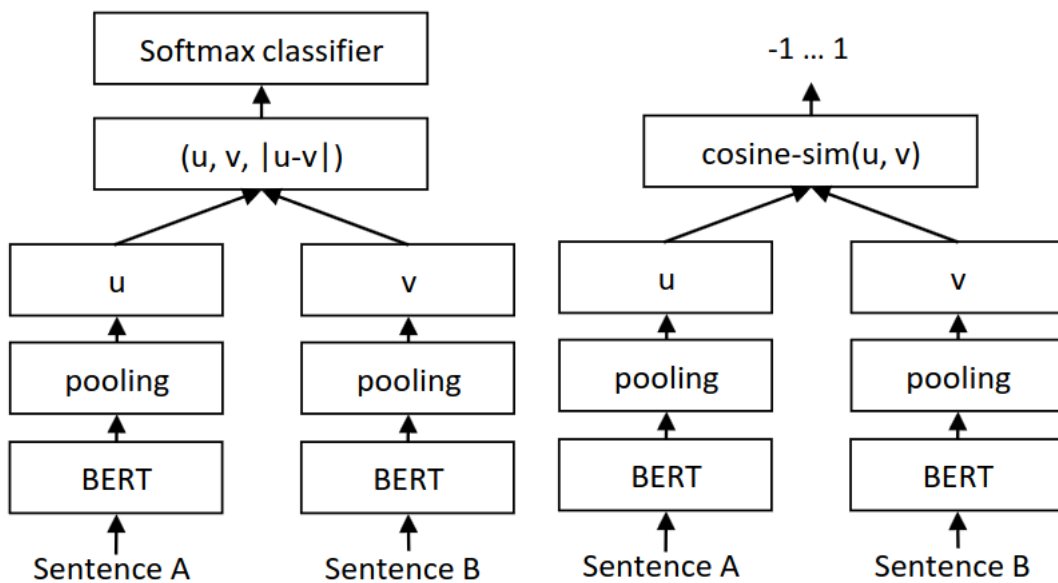 Softmax classifier
(u, v, |u-v|)
u
v
pooling
pooling
BERT
BERT
Sentence A
Sentence B
-1 … 1
cosine-sim(u, v)
u
v
pooling
pooling
BERT
BERT
Sentence A
Sentence B